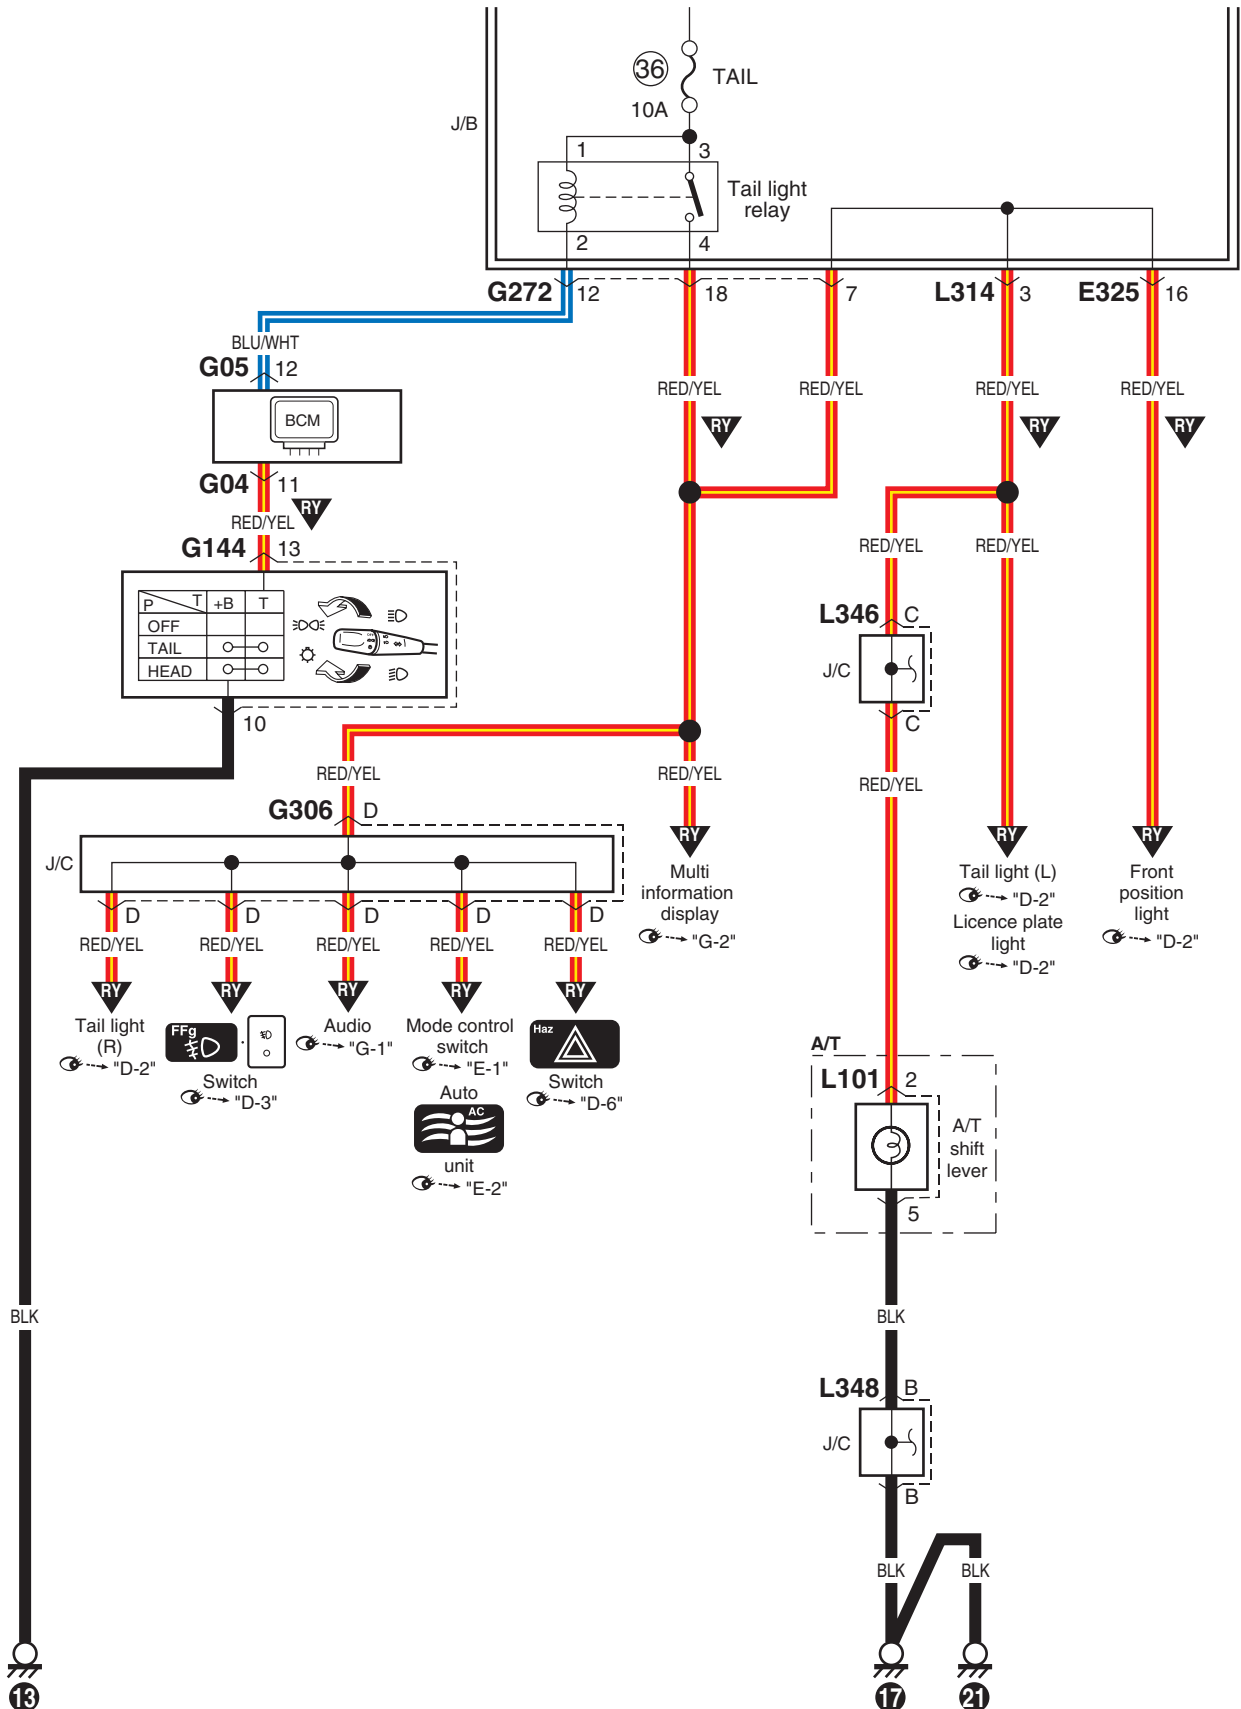 36
TAIL
10A
J/B
1
3
Tail light
relay
2
4
G272
12
18
7
L314
3
E325
16
BLU/WHT
G05
12
RED/YEL
RED/YEL
RED/YEL
RED/YEL
BCM
RY
RY
RY
G04
11
RY
RED/YEL
G144
13
RED/YEL
RED/YEL
P
T
+B
T
OFF
TAIL
HEAD
L346
C
J/C
C
10
RED/YEL
RED/YEL
RED/YEL
G306
D
RY
RY
RY
J/C
Multi
information
display
"G-2"
Tail light (L)
"D-2"
Licence plate
light
"D-2"
Front
position
light
"D-2"
D
D
D
D
D
RED/YEL
RED/YEL
RED/YEL
RED/YEL
RED/YEL
RY
RY
RY
RY
RY
Tail light
(R)
"D-2"
FFg
Switch
"D-3"
Audio
"G-1"
Mode control
switch
"E-1"
Auto
AC
unit
"E-2"
Haz
Switch
"D-6"
A/T
L101
2
A/T
shift
lever
5
BLK
BLK
L348
B
J/C
B
BLK
BLK
13
17
21